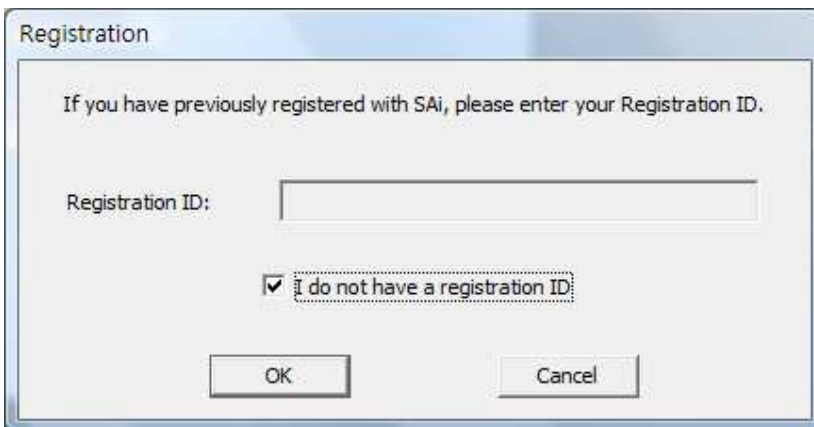 Registration
If you have previously registered with SAi, please enter your Registration ID.
Registration ID:
I do not have a registration ID
OK
Cancel